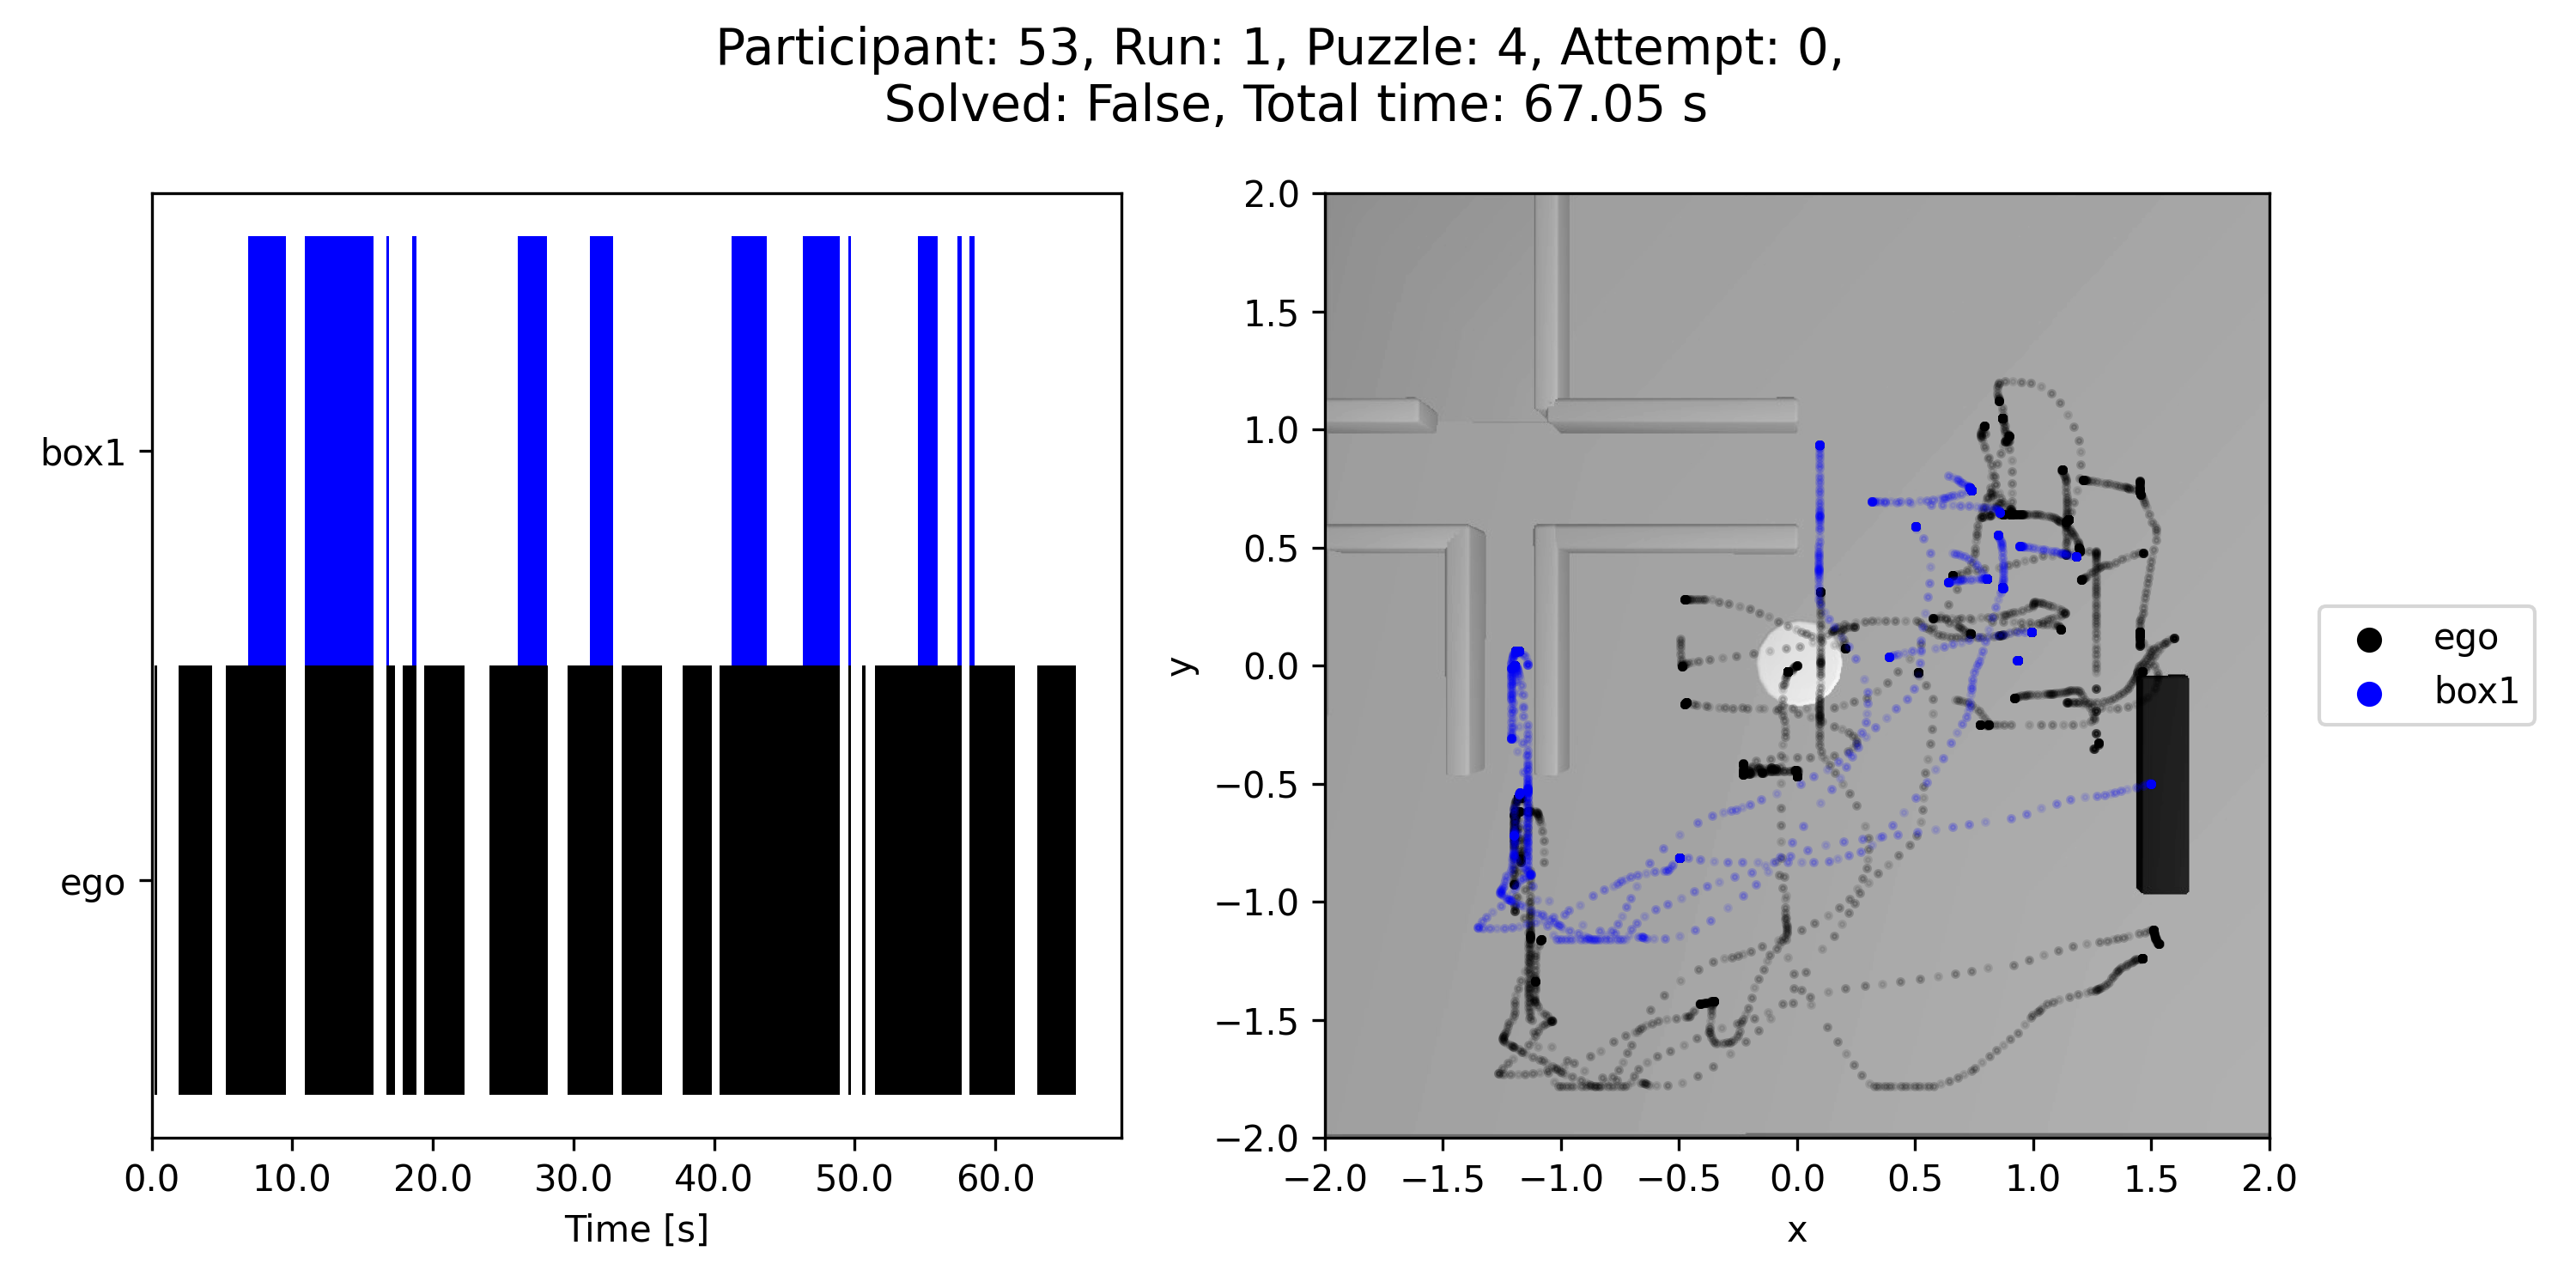 Participant: 53, Run: 1, Puzzle: 4, Attempt: 0,
Solved: False, Total time: 67.05 s
box1
ego
0.0 10.0 20.0 30.0 40.0 50.0 60.0
Time [s]
2.0
1.5
1.0
0.5
0.0
−0.5
−1.0
−1.5
−2.0
y
−2.0 −1.5 −1.0 −0.5 0.0 0.5 1.0 1.5 2.0
x
ego
box1